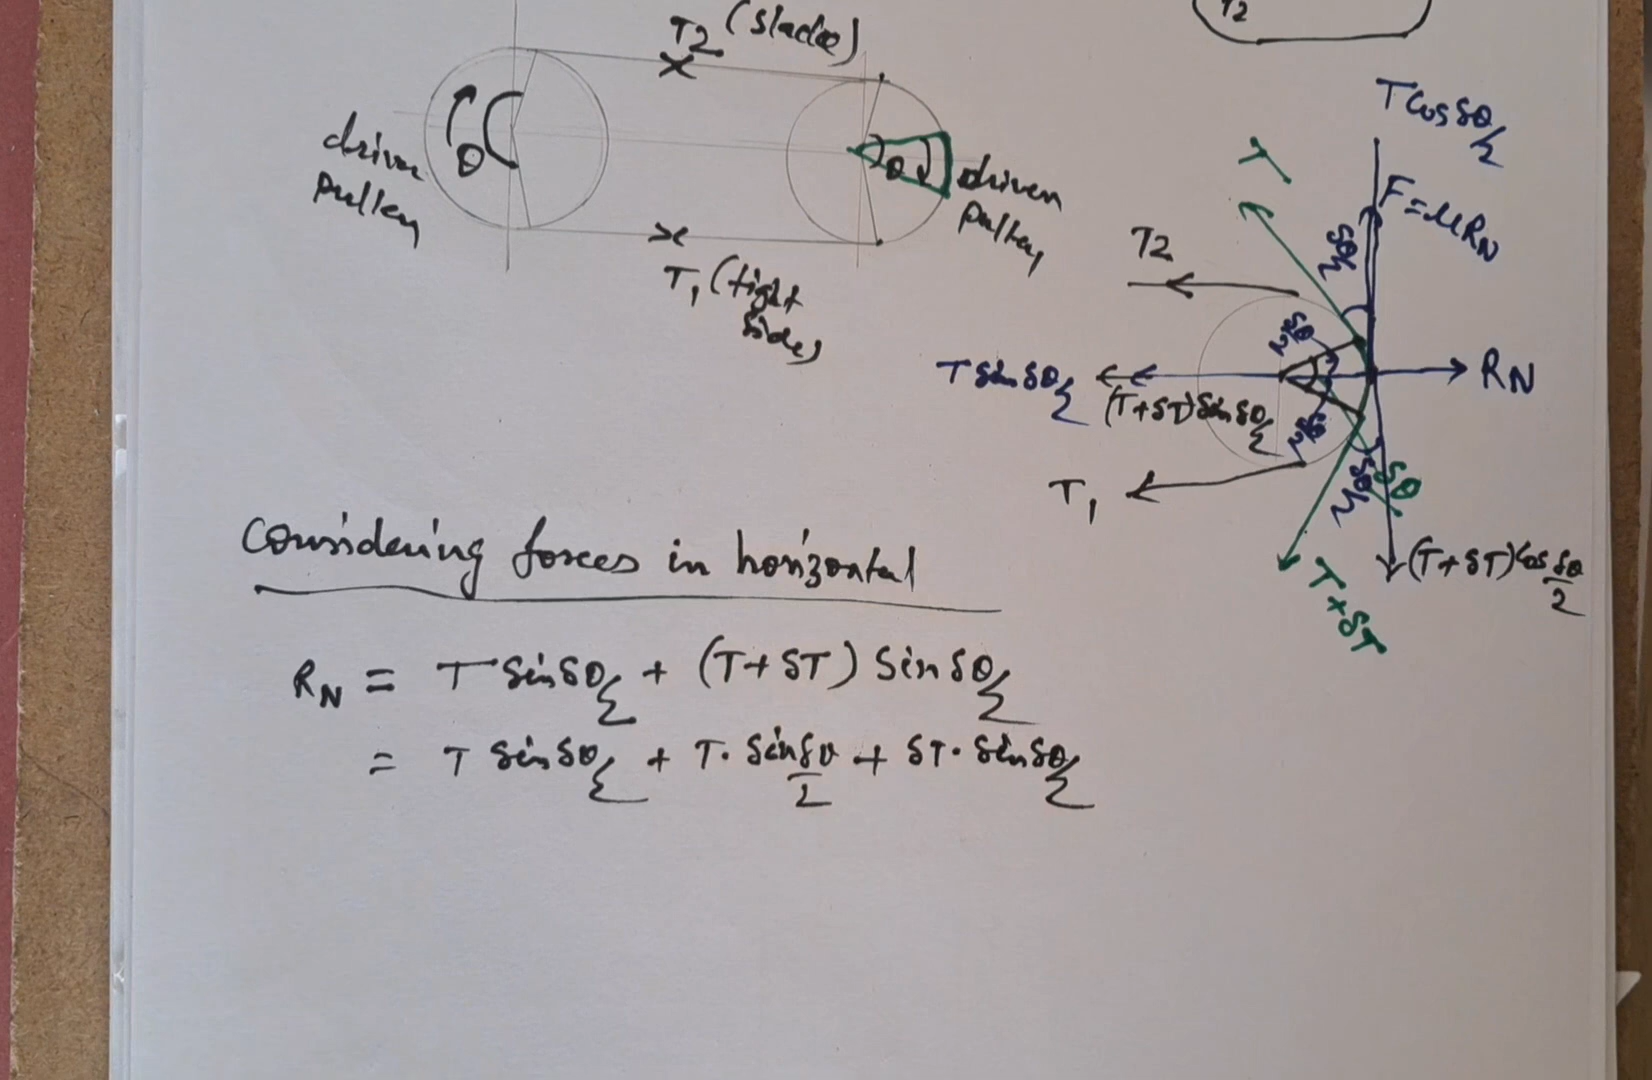 T2
T2 (slack)
θ
driver
pulley
θ
driven
pulley
T1 (tight
side)
T cos δθ/2
T
F = μRN
δθ/2
T2
δθ/2
T sin δθ/2
(T+δT) sin δθ/2
RN
δθ/2
T1
δθ/2
δθ
(T+δT) cos δθ/2
T+δT
Considering forces in horizontal
RN = T sin δθ/2 + (T+δT) sin δθ/2
= T sin δθ/2 + T. sin δθ/2 + δT. sin δθ/2